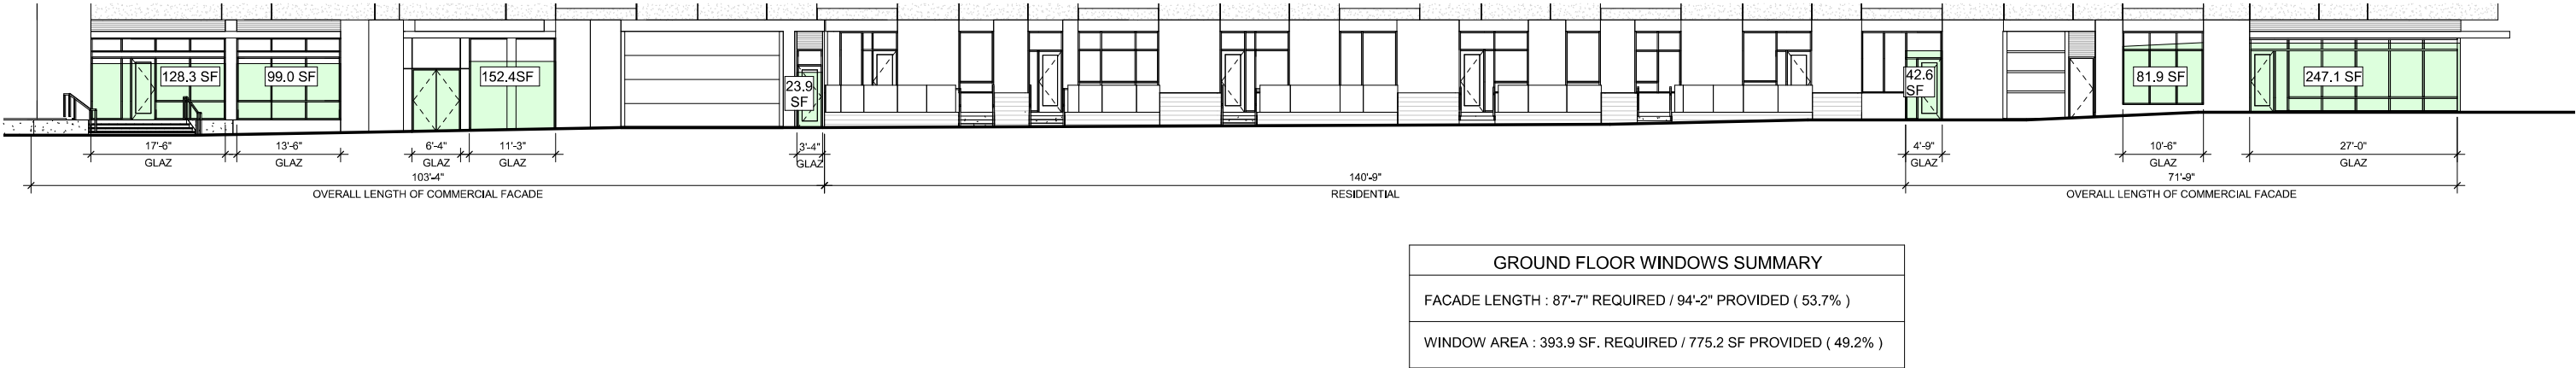 128.3 SF
99.0 SF
152.4SF
23.9
SF
42.6
SF
81.9 SF
247.1 SF
17'-6"
13'-6"
6'-4"
11'-3"
3'-4"
4'-9"
10'-6"
27'-0"
GLAZ
GLAZ
GLAZ
GLAZ
GLAZ
GLAZ
GLAZ
GLAZ
103'-4"
140'-9"
71'-9"
OVERALL LENGTH OF COMMERCIAL FACADE
RESIDENTIAL
OVERALL LENGTH OF COMMERCIAL FACADE
GROUND FLOOR WINDOWS SUMMARY
FACADE LENGTH : 87'-7" REQUIRED / 94'-2" PROVIDED ( 53.7% )
WINDOW AREA : 393.9 SF. REQUIRED / 775.2 SF PROVIDED ( 49.2% )